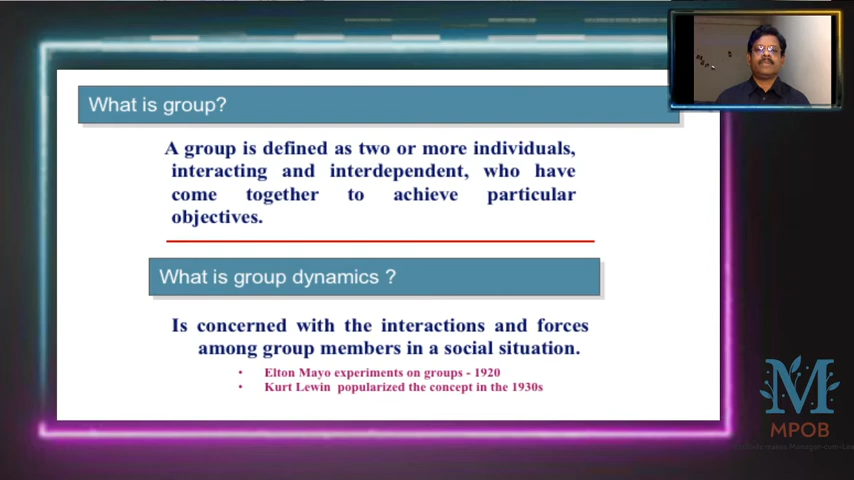 What is group?
A group is defined as two or more individuals,
interacting and interdependent, who have
come together to achieve particular
objectives.
What is group dynamics ?
Is concerned with the interactions and forces
among group members in a social situation.
• Elton Mayo experiments on groups - 1920
• Kurt Lewin popularized the concept in the 1930s
M
MPOB